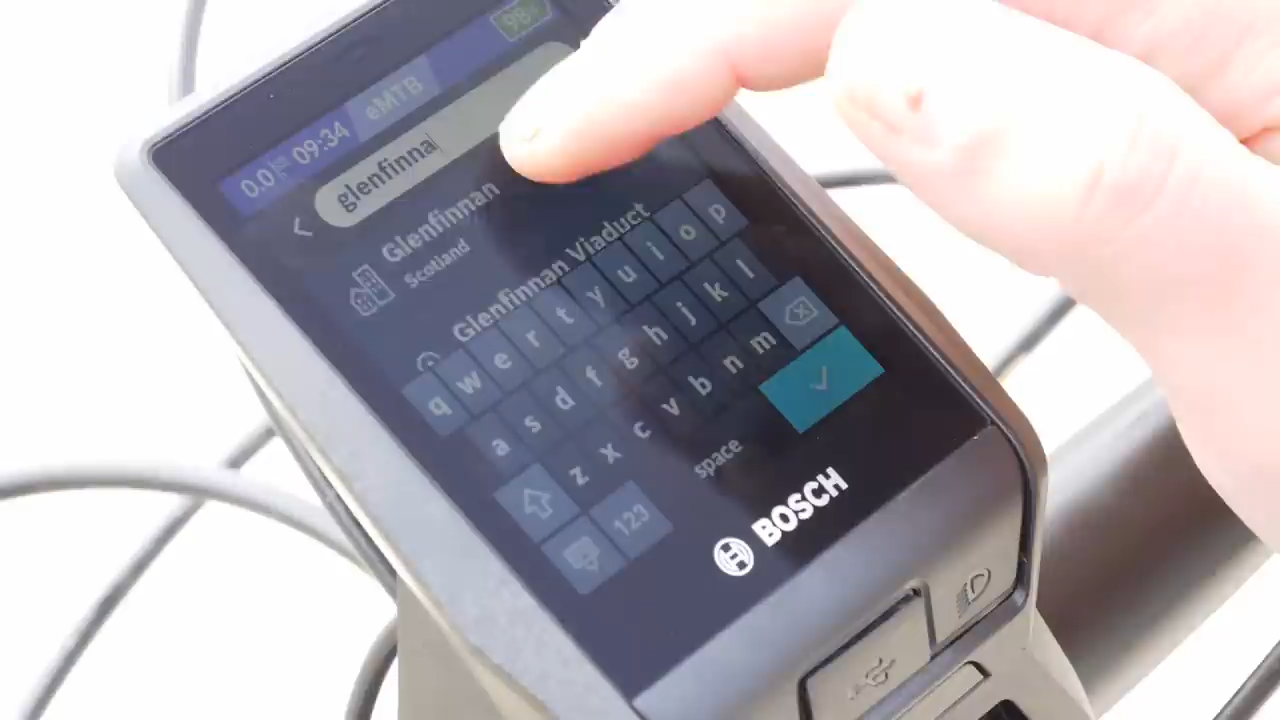 0.0 09:34 eMTB 98
glenfinna
Glenfinnan
Scotland
Glenfinnan Viaduct
q w e r t y u i o p
a s d f g h j k l
z x c v b n m
123 space
BOSCH